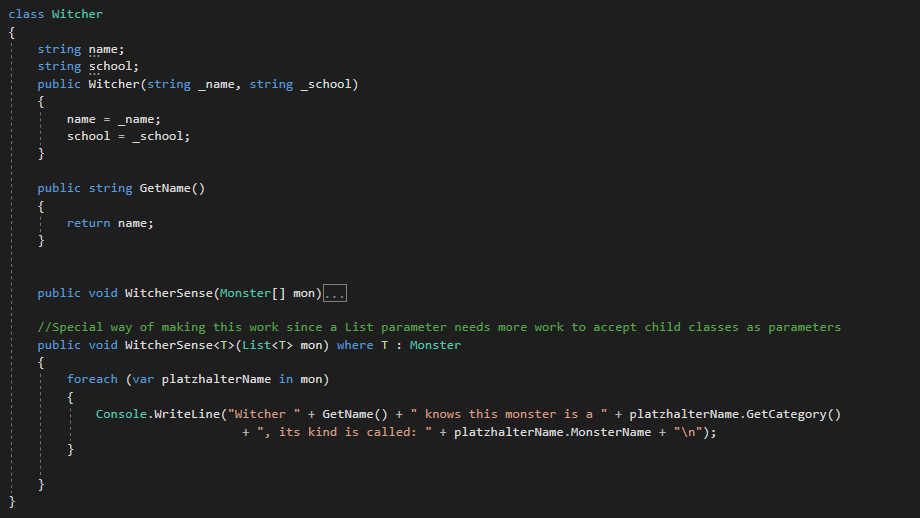 class Witcher
{
    string name;
    string school;
    public Witcher(string _name, string _school)
    {
        name = _name;
        school = _school;
    }

    public string GetName()
    {
        return name;
    }


    public void WitcherSense(Monster[] mon)...

    //Special way of making this work since a List parameter needs more work to accept child classes as parameters
    public void WitcherSense<T>(List<T> mon) where T : Monster
    {
        foreach (var platzhalterName in mon)
        {
            Console.WriteLine("Witcher " + GetName() + " knows this monster is a " + platzhalterName.GetCategory()
                                + ", its kind is called: " + platzhalterName.MonsterName + "\n");
        }

    }
}